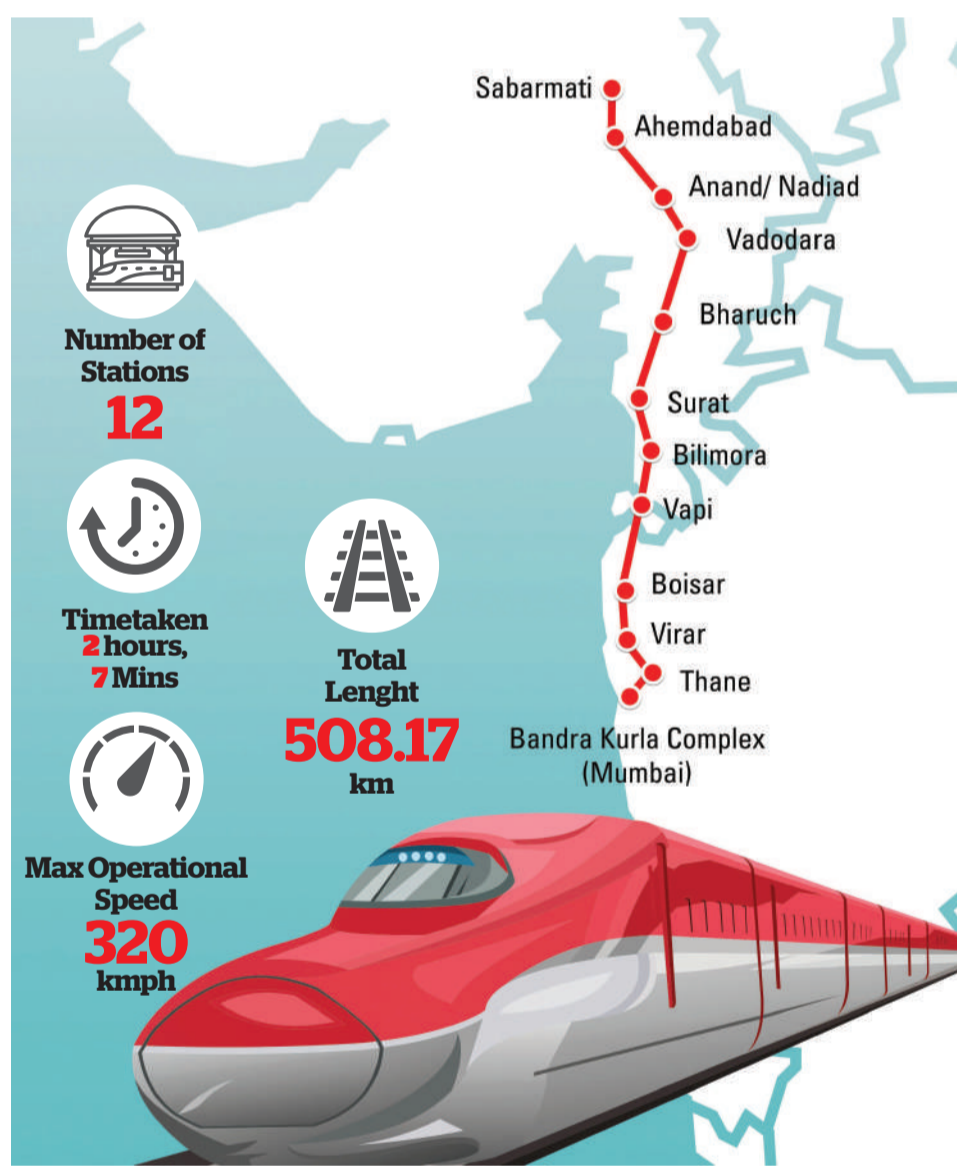 Sabarmati
Ahemdabad
Anand/ Nadiad
Vadodara
Bharuch
Surat
Bilimora
Vapi
Boisar
Virar
Thane
Bandra Kurla Complex
(Mumbai)
Number of
Stations
12
Timetaken
2 hours,
7 Mins
Total
Lenght
508.17
km
Max Operational
Speed
320
kmph